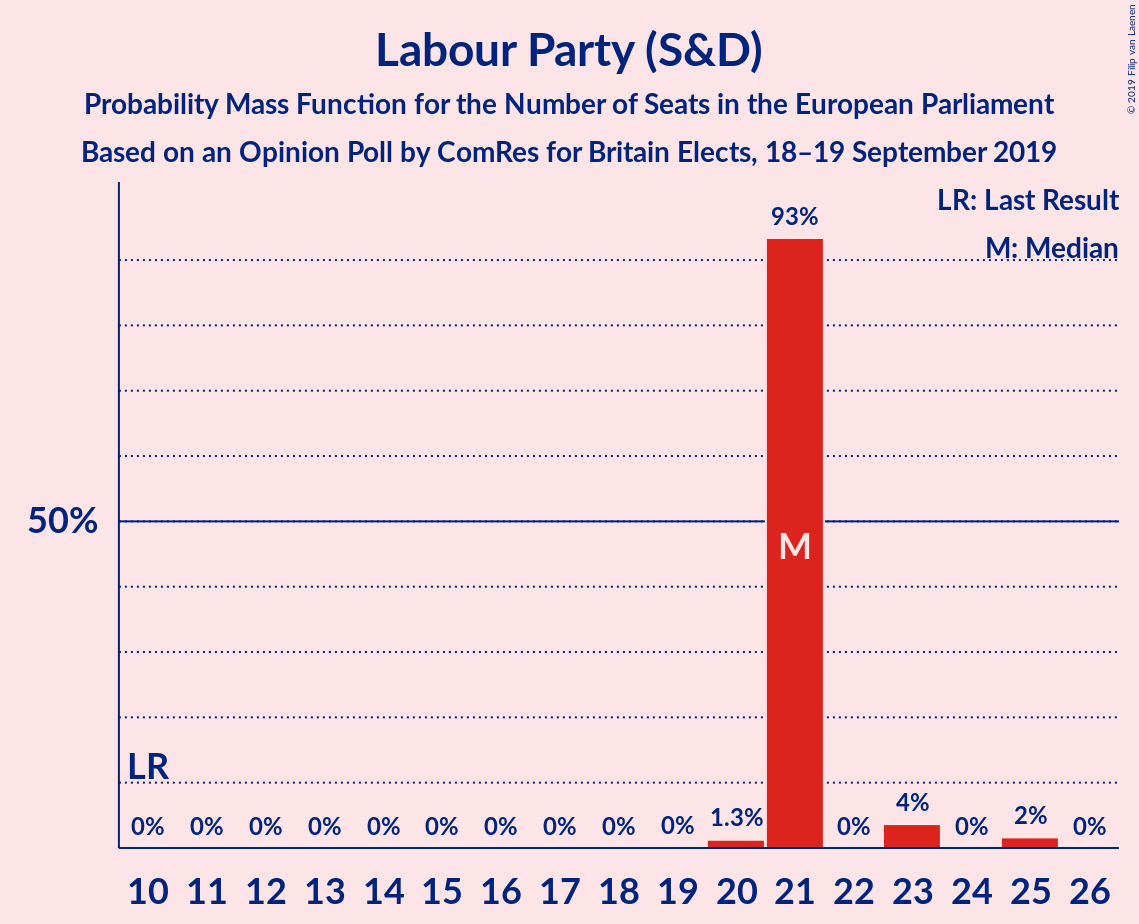 Labour Party (S&D)
Probability Mass Function for the Number of Seats in the European Parliament
Based on an Opinion Poll by ComRes for Britain Elects, 18–19 September 2019
© 2019 Filip van Laenen
LR: Last Result
M: Median
93%
50%
M
LR
0% 0% 0% 0% 0% 0% 0% 0% 0% 0% 1.3% 0% 4% 0% 2% 0%
10 11 12 13 14 15 16 17 18 19 20 21 22 23 24 25 26